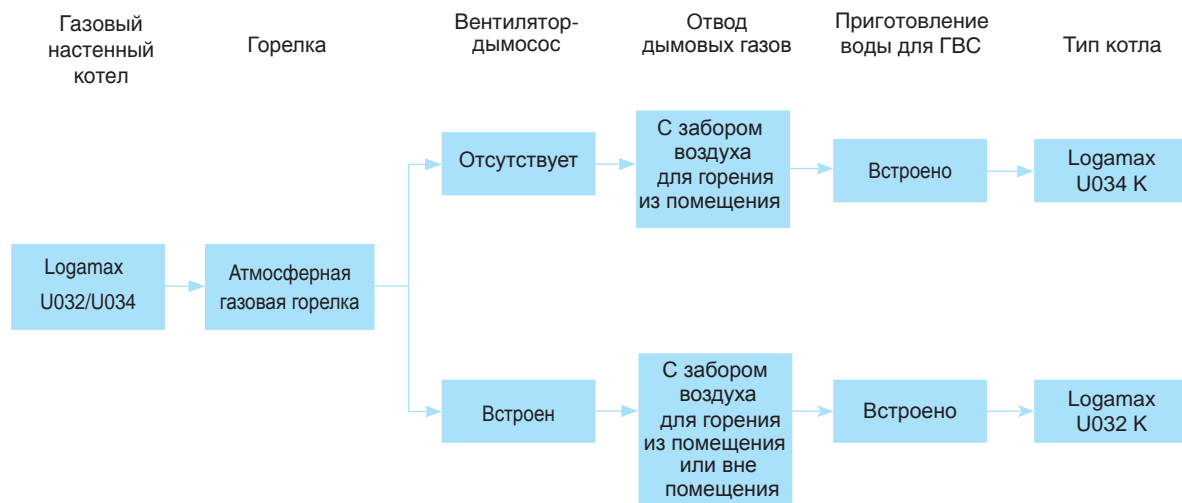 Газовый
настенный
котел
Горелка
Вентилятор-
дымосос
Отвод
дымовых газов
Приготовление
воды для ГВС
Тип котла
Отсутствует
С забором
воздуха
для горения
из помещения
Встроено
Logamax
U034 K
Logamax
U032/U034
Атмосферная
газовая горелка
Встроен
С забором
воздуха
для горения
из помещения
или вне
помещения
Встроено
Logamax
U032 K